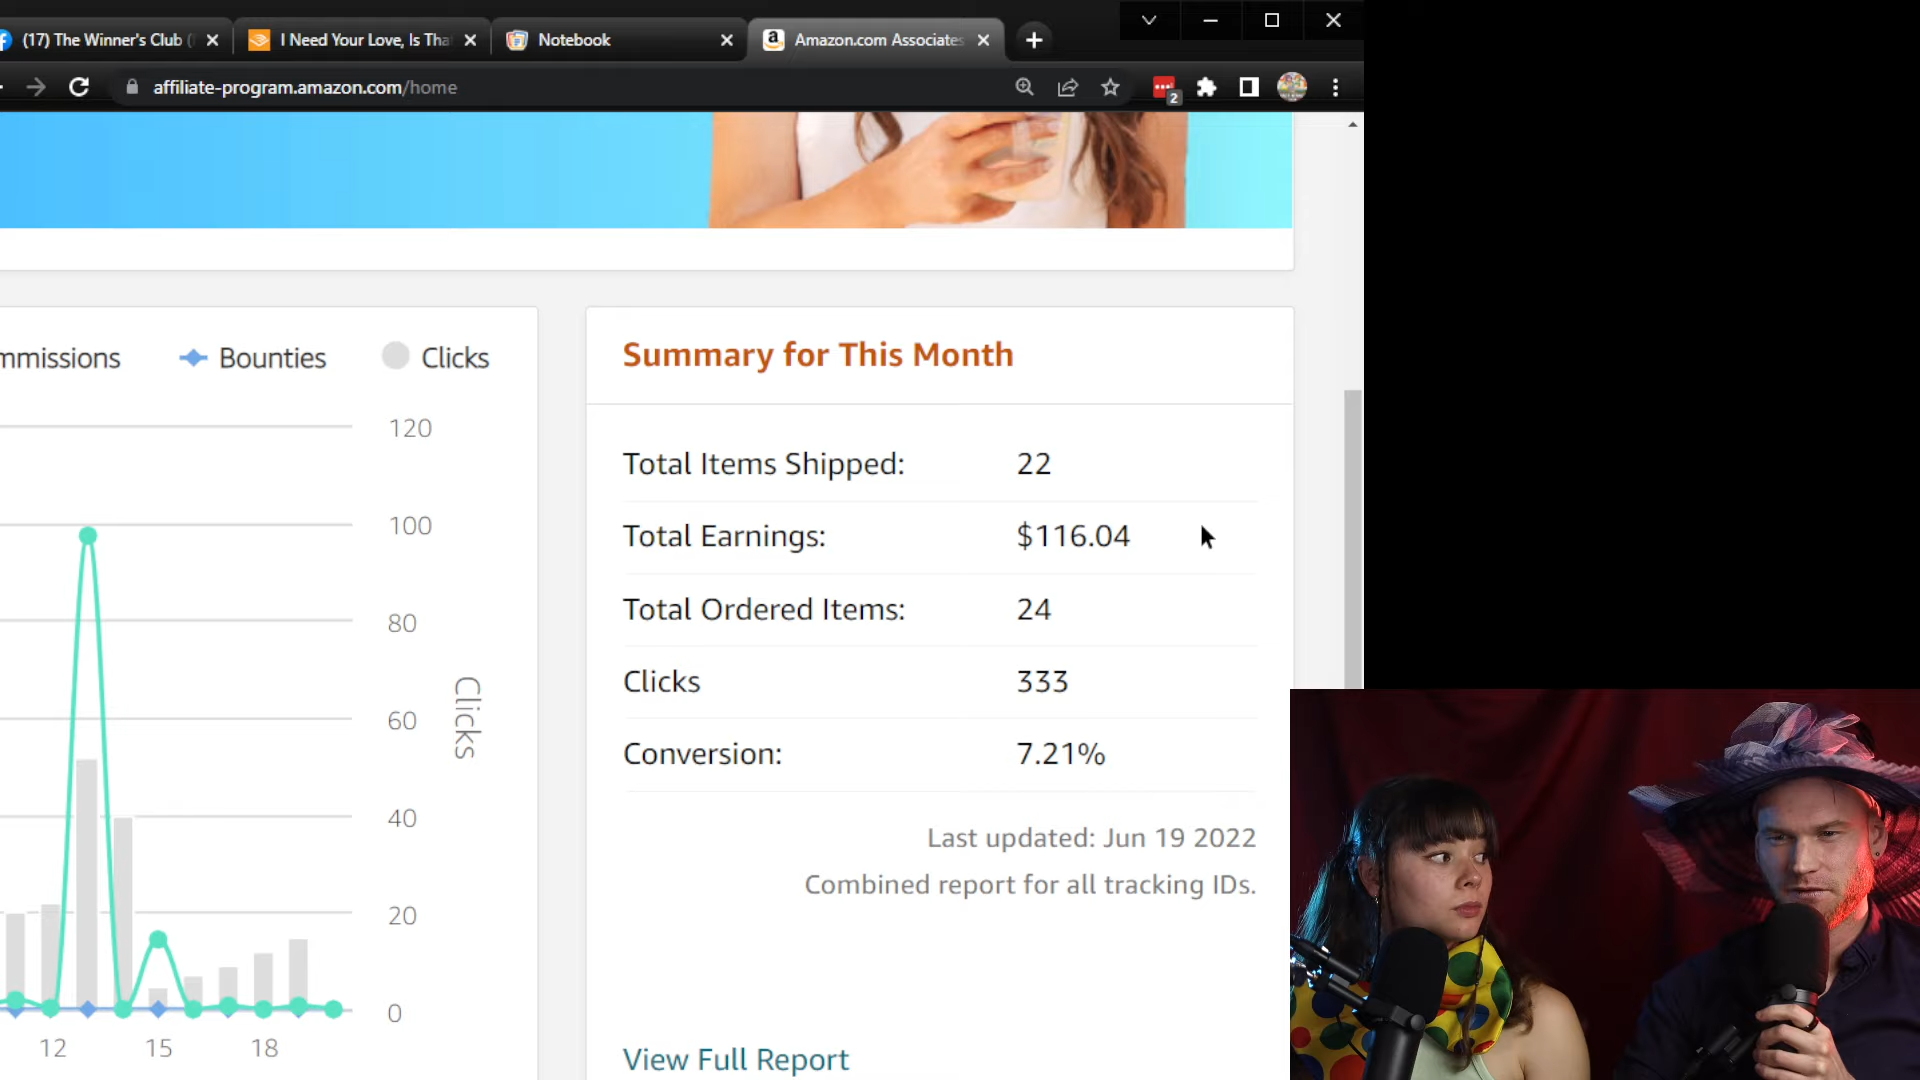 (17) The Winner's Club (
I Need Your Love, Is Tha
Notebook
Amazon.com Associates
affiliate-program.amazon.com/home
2
mmissions
Bounties
Clicks
120
100
80
60
40
20
0
Clicks
12
15
18
Summary for This Month
Total Items Shipped: 22
Total Earnings: $116.04
Total Ordered Items: 24
Clicks 333
Conversion: 7.21%
Last updated: Jun 19 2022
Combined report for all tracking IDs.
View Full Report